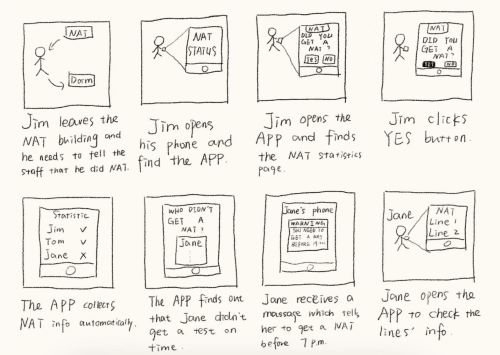 NAT
Dorm
Jim leaves the
NAT building and
he needs to tell the
staff that he did NAT.
NAT
STATUS
Jim opens
his phone and
find the APP.
NAT
DID YOU
GET A
NAT?
Yes NO
Jim opens the
APP and finds
the NAT statistics
page.
NAT
DID YOU
GET A
NAT?
Jim clicks
YES button.
Statistic
Jim ✓
Tom ✓
Jane X
The APP collects
NAT info automatically.
WHO DIDN'T
GET A
NAT?
Jane
The APP finds out
that Jane didn't
get a test on
time.
Jane's phone
WARNING
YOU NEED TO
GET A NAT
BEFORE
Jane receives a
massage which tells
her to get a NAT
before 7 p.m.
Jane
NAT
Line 1
Line 2
Jane opens the
APP to check the
lines' info.